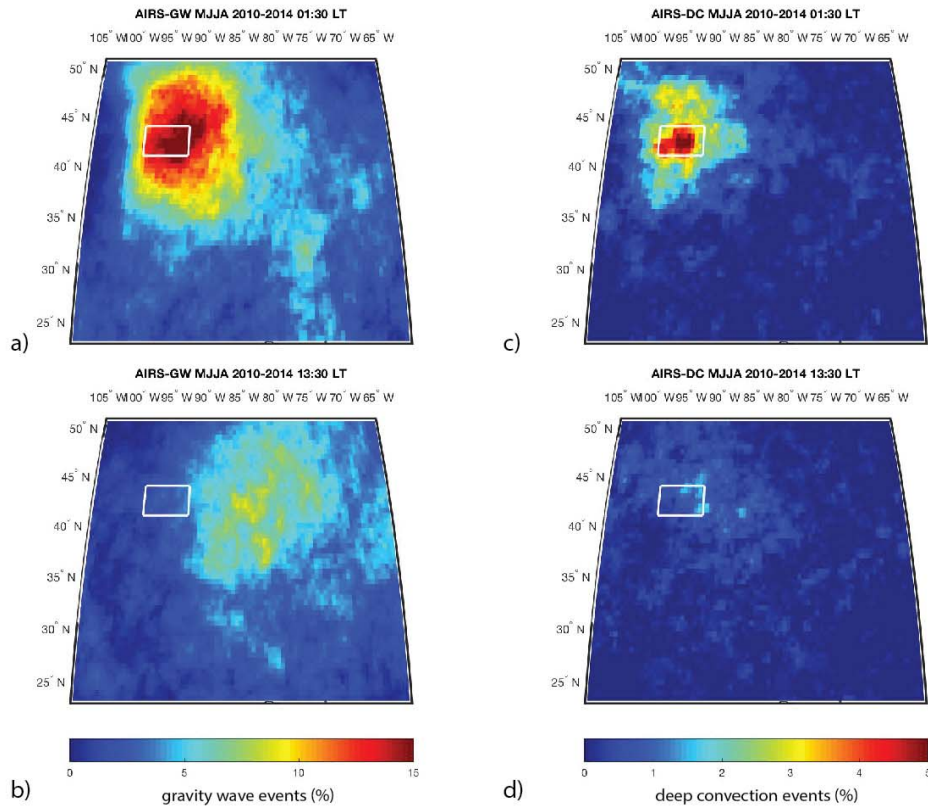 AIRS-GW MJJA 2010-2014 01:30 LT
105° W 100° W 95° W 90° W 85° W 80° W 75° W 70° W 65° W
50° N
45° N
40° N
35° N
30° N
25° N
a)
AIRS-DC MJJA 2010-2014 01:30 LT
105° W 100° W 95° W 90° W 85° W 80° W 75° W 70° W 65° W
50° N
45° N
40° N
35° N
30° N
25° N
c)
AIRS-GW MJJA 2010-2014 13:30 LT
105° W 100° W 95° W 90° W 85° W 80° W 75° W 70° W 65° W
50° N
45° N
40° N
35° N
30° N
25° N
0 5 10 15
b) gravity wave events (%)
AIRS-DC MJJA 2010-2014 13:30 LT
105° W 100° W 95° W 90° W 85° W 80° W 75° W 70° W 65° W
50° N
45° N
40° N
35° N
30° N
25° N
0 1 2 3 4 5
d) deep convection events (%)